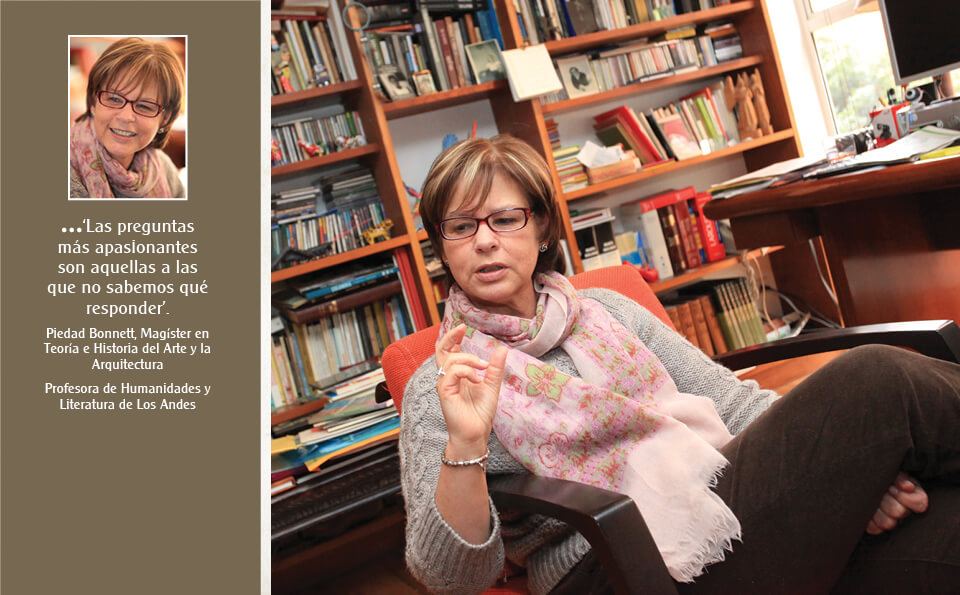 ...‘Las preguntas
más apasionantes
son aquellas a las
que no sabemos qué
responder’.
Piedad Bonnett, Magíster en
Teoría e Historia del Arte y la
Arquitectura
Profesora de Humanidades y
Literatura de Los Andes